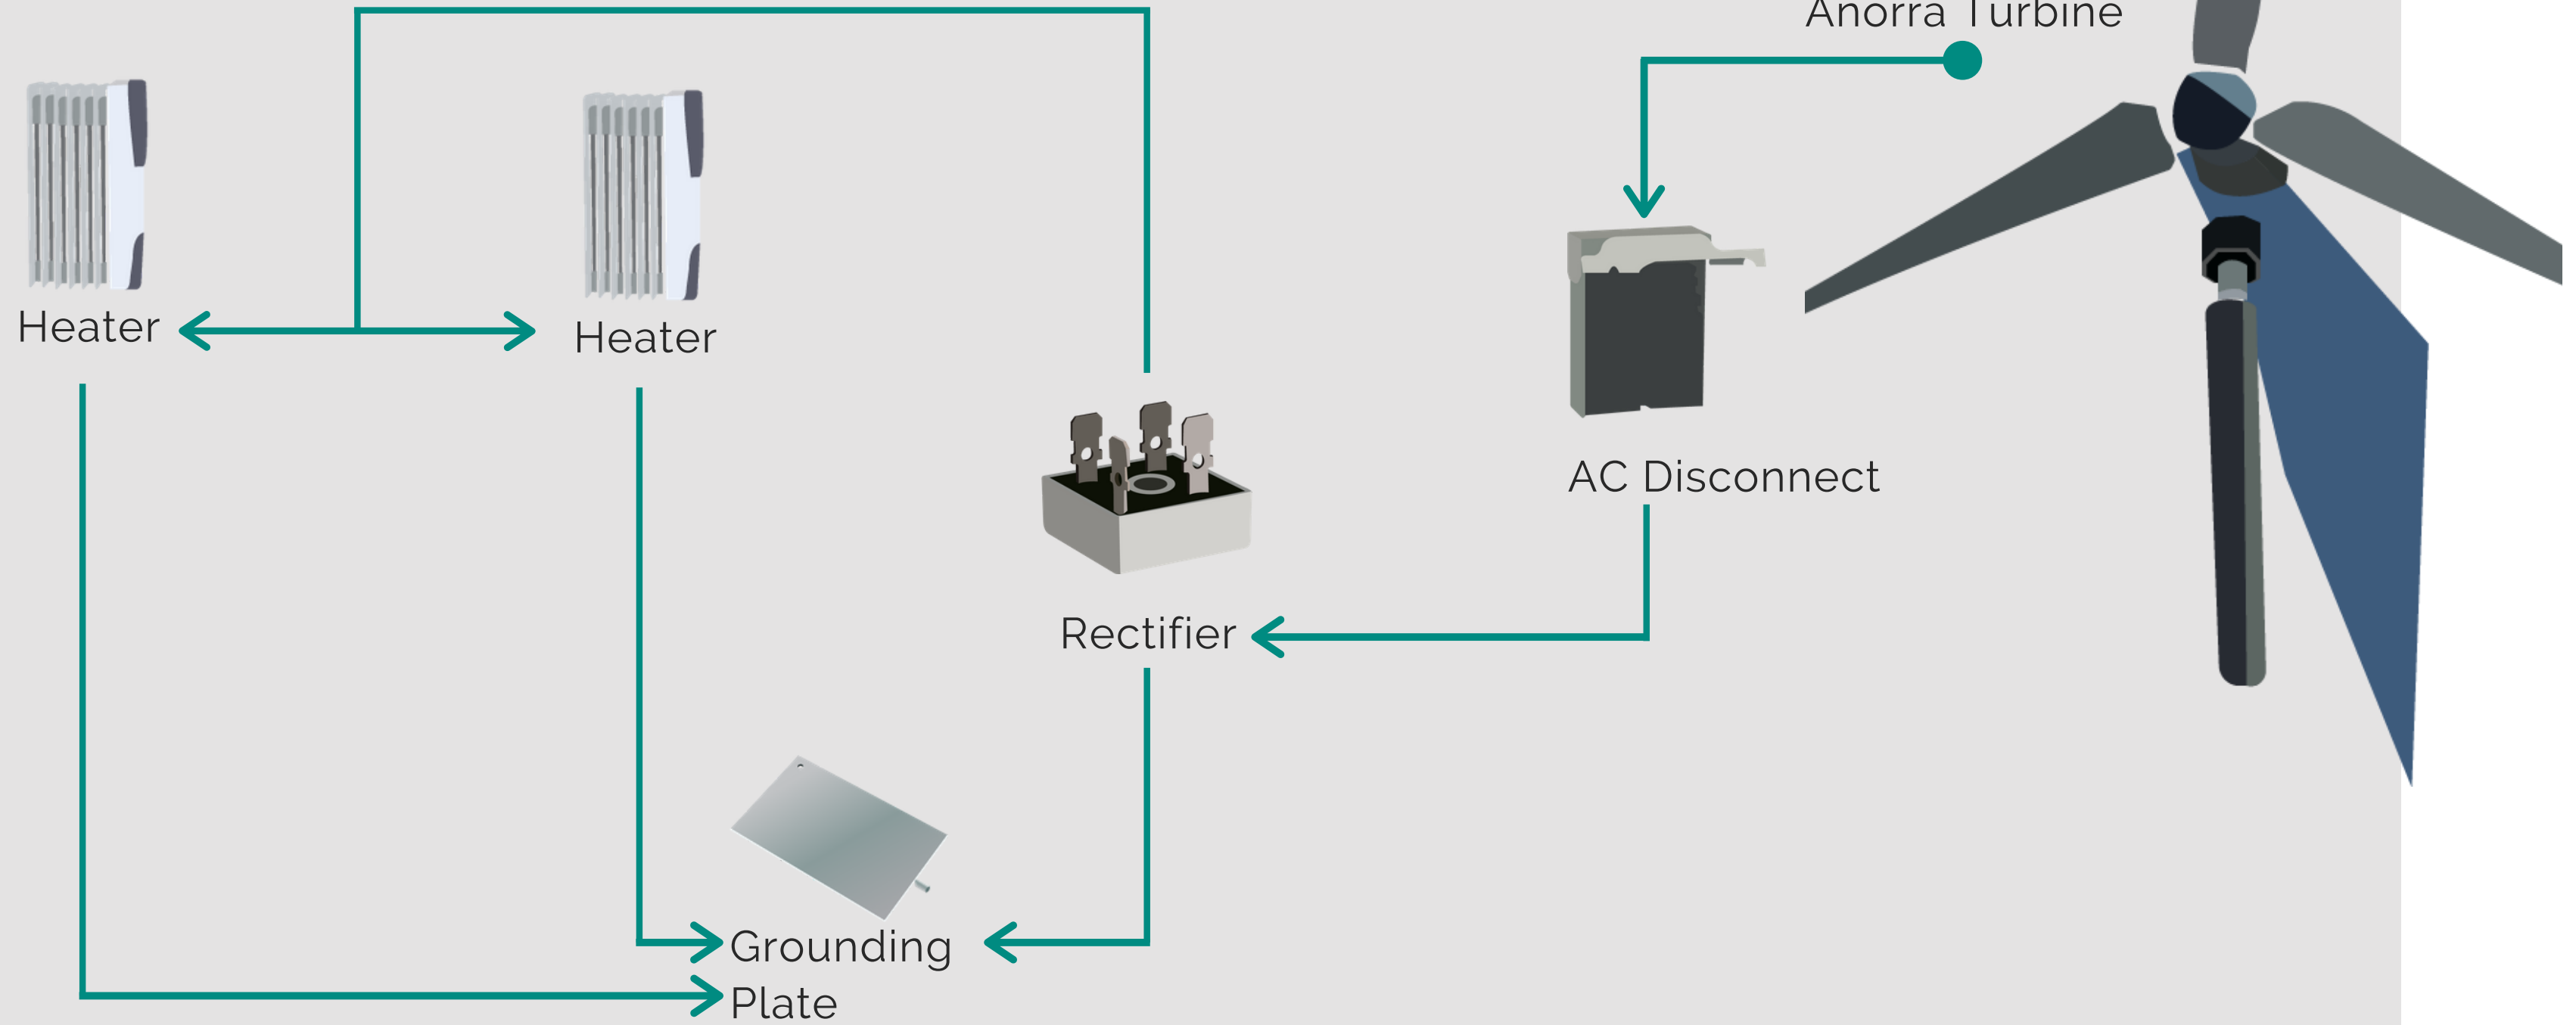 Anorra Turbine
Heater
Heater
AC Disconnect
Rectifier
Grounding
Plate